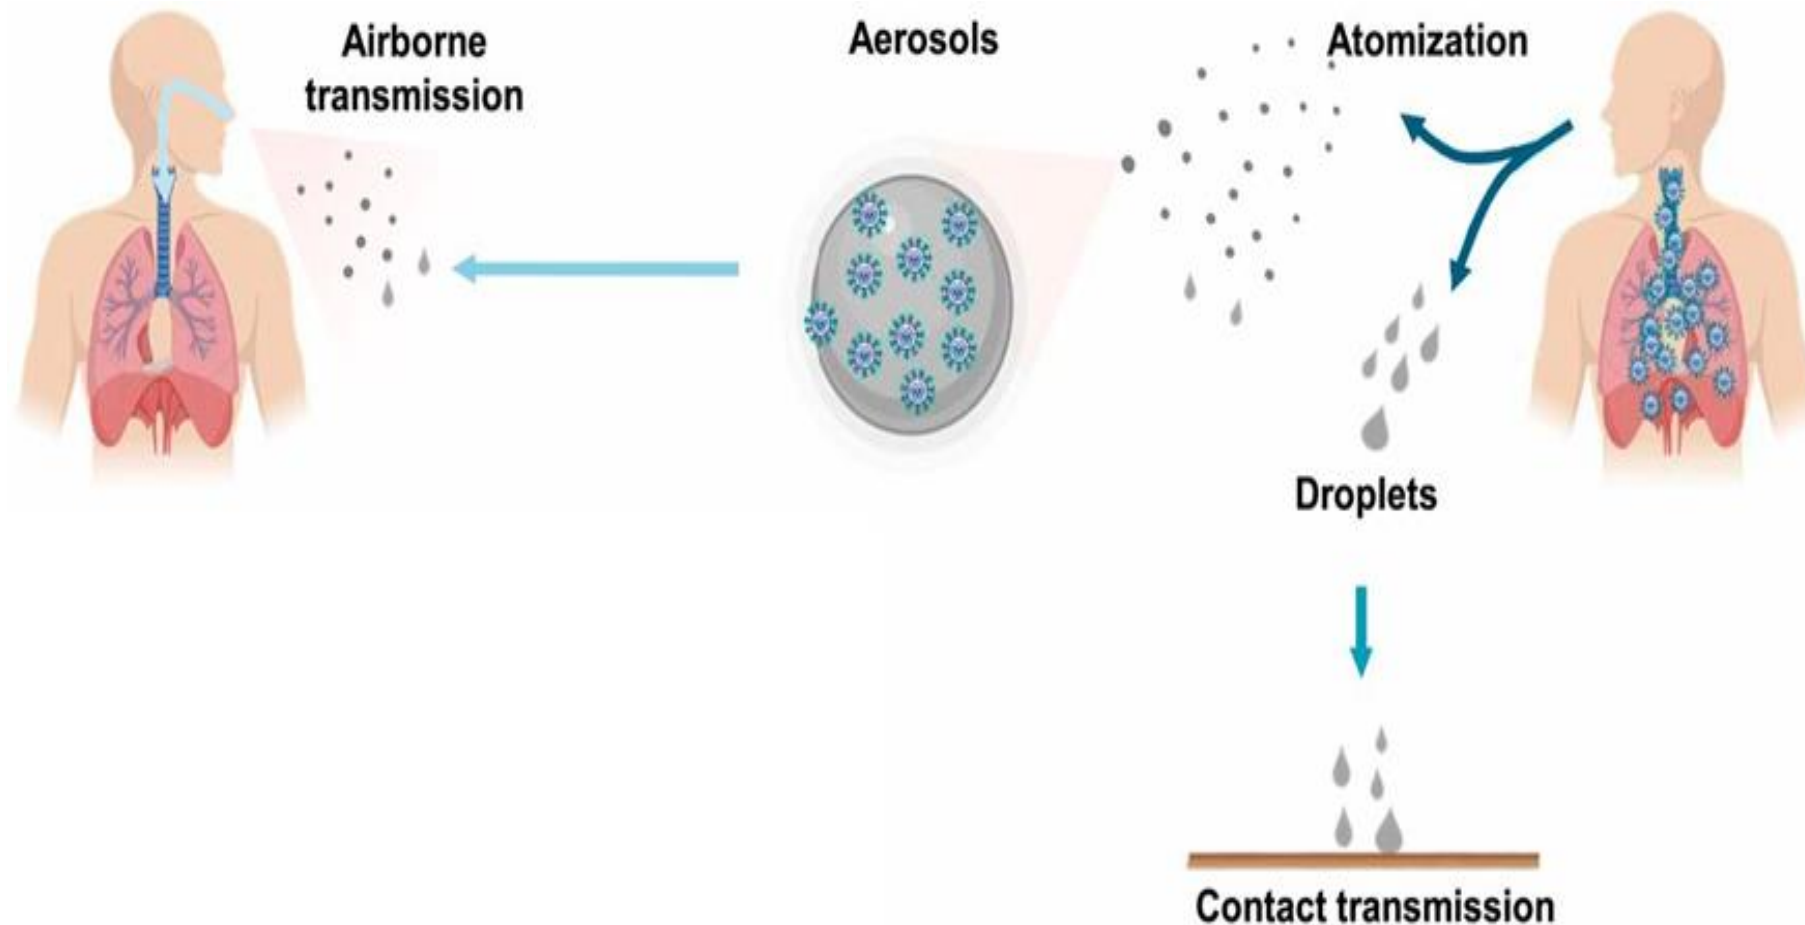 Airborne
transmission
Aerosols
Atomization
Droplets
Contact transmission